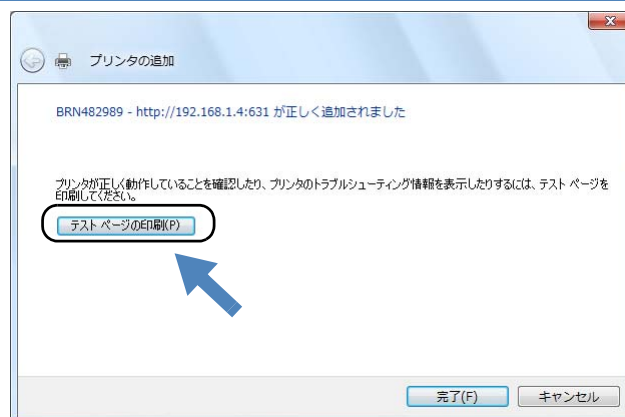 プリンタの追加
BRN482989 - http://192.168.1.4:631 が正しく追加されました
プリンタが正しく動作していることを確認したり、プリンタのトラブルシューティング情報を表示したりするには、テスト ページを
印刷してください。
テスト ページの印刷(P)
完了(F)
キャンセル